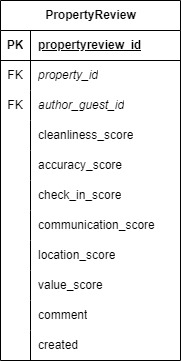 PropertyReview
PK propertyreview_id
FK property_id
FK author_guest_id
cleanliness_score
accuracy_score
check_in_score
communication_score
location_score
value_score
comment
created